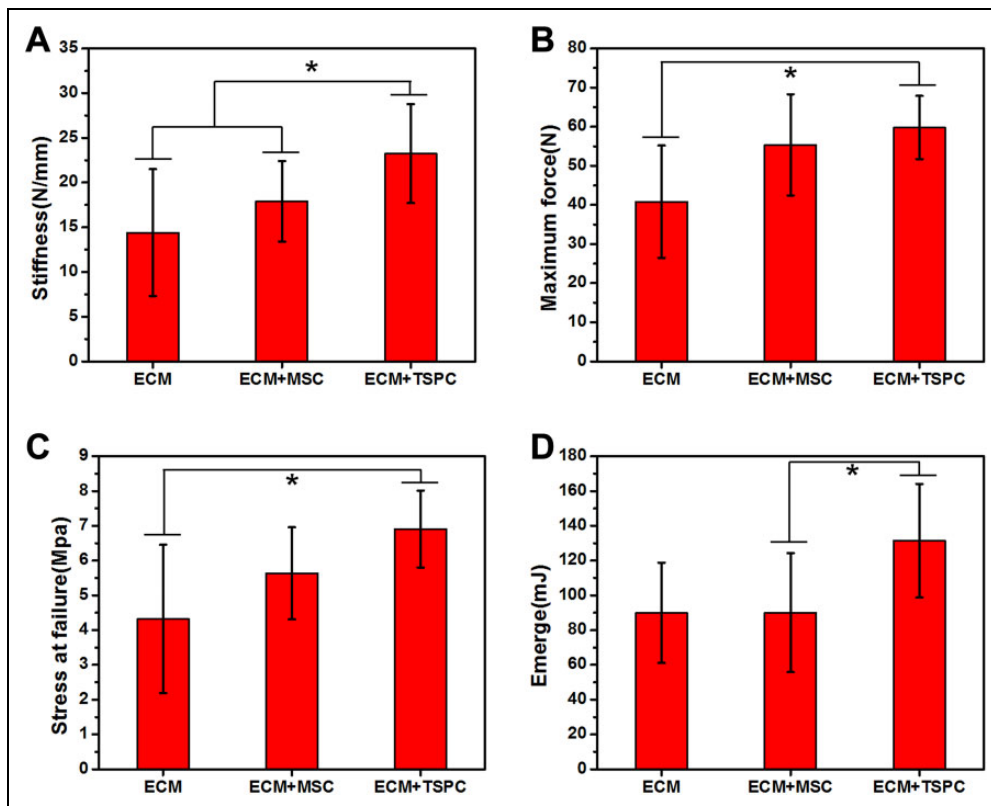 A
Stiffness(N/mm)
35
30
25
20
15
10
5
0
*
ECM
ECM+MSC
ECM+TSPC
B
Maximum force(N)
80
70
60
50
40
30
20
10
0
*
ECM
ECM+MSC
ECM+TSPC
C
Stress at failure(Mpa)
9
8
7
6
5
4
3
2
1
0
*
ECM
ECM+MSC
ECM+TSPC
D
Emerge(mJ)
180
160
140
120
100
80
60
40
20
0
*
ECM
ECM+MSC
ECM+TSPC